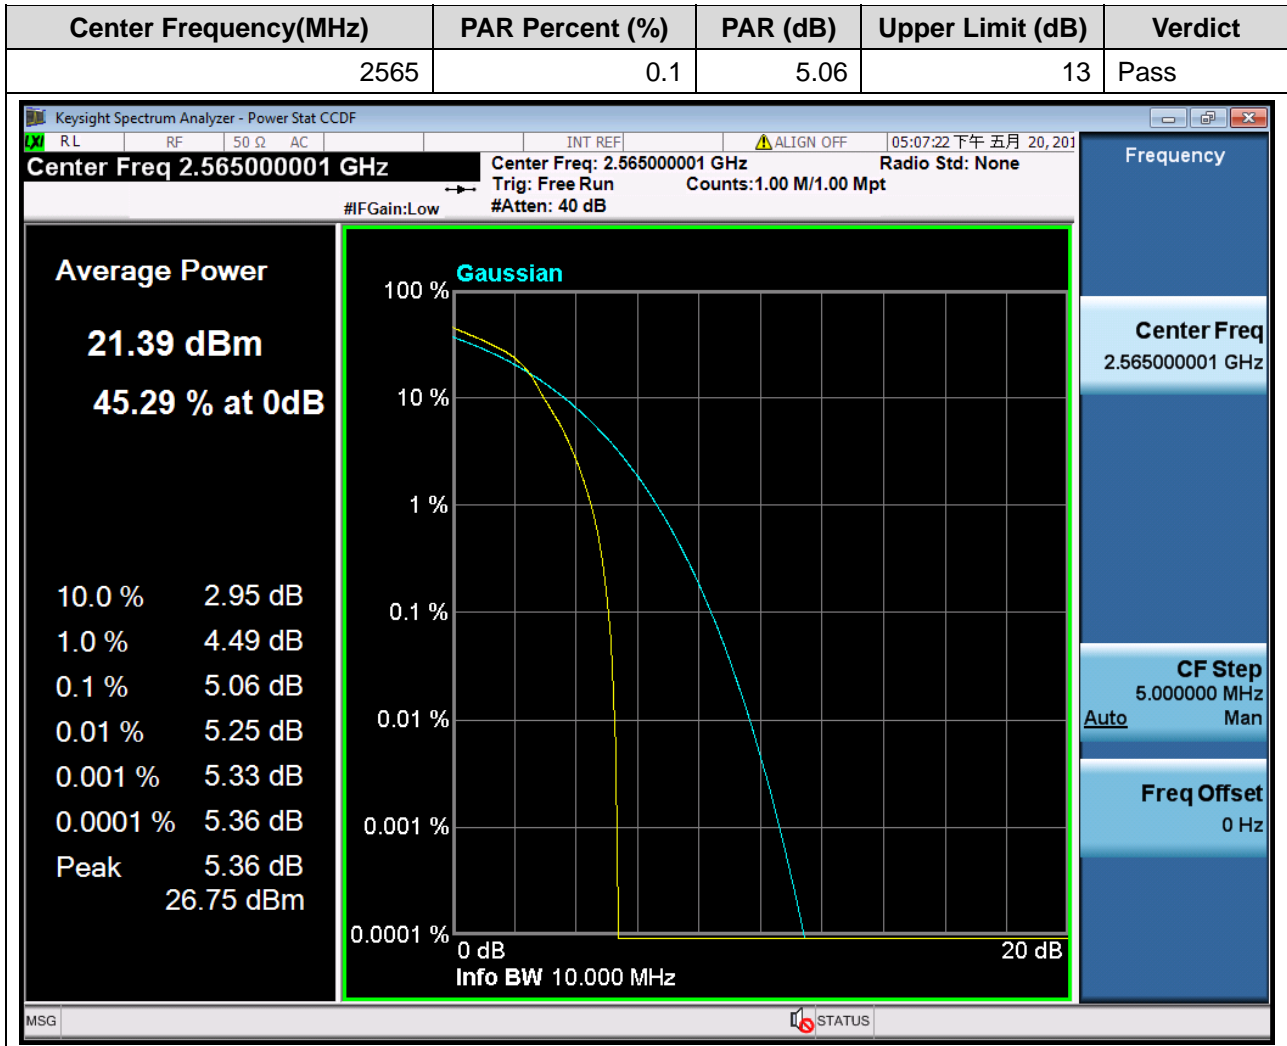 Center Frequency(MHz) PAR Percent (%) PAR (dB) Upper Limit (dB) Verdict
2565 0.1 5.06 13 Pass
Keysight Spectrum Analyzer - Power Stat CCDF
LXI RL RF 50 Ω AC INT REF ALIGN OFF 05:07:22 下午 五月 20, 201
Center Freq 2.565000001 GHz
Center Freq: 2.565000001 GHz Radio Std: None
Trig: Free Run Counts:1.00 M/1.00 Mpt
#IFGain:Low #Atten: 40 dB
Frequency
Average Power
21.39 dBm
45.29 % at 0dB
10.0 % 2.95 dB
1.0 % 4.49 dB
0.1 % 5.06 dB
0.01 % 5.25 dB
0.001 % 5.33 dB
0.0001 % 5.36 dB
Peak 5.36 dB
26.75 dBm
Gaussian
100 %
10 %
1 %
0.1 %
0.01 %
0.001 %
0.0001 %
0 dB 20 dB
Info BW 10.000 MHz
Center Freq
2.565000001 GHz
CF Step
5.000000 MHz
Auto Man
Freq Offset
0 Hz
MSG STATUS